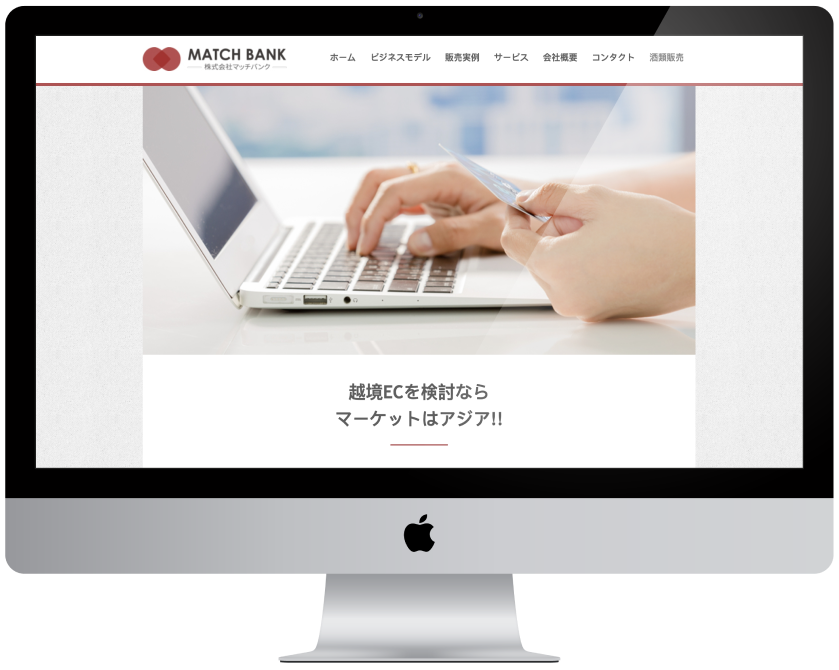 MATCH BANK
株式会社マッチバンク
ホーム ビジネスモデル 販売実例 サービス 会社概要 コンタクト 酒類販売
越境ECを検討なら
マーケットはアジア!!